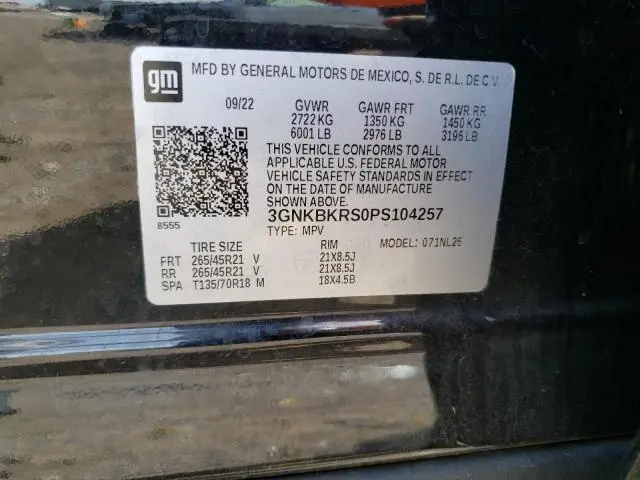 gm
MFD BY GENERAL MOTORS DE MEXICO, S. DE R.L. DE C.V.
09/22 GVWR GAWR FRT GAWR RR
2722 KG 1350 KG 1450 KG
6001 LB 2976 LB 3196 LB
THIS VEHICLE CONFORMS TO ALL
APPLICABLE U.S. FEDERAL MOTOR
VEHICLE SAFETY STANDARDS IN EFFECT
ON THE DATE OF MANUFACTURE
SHOWN ABOVE.
3GNKBKRS0PS104257
8555
TYPE: MPV MODEL: 071NL26
TIRE SIZE RIM
FRT 265/45R21 V 21X8.5J
RR 265/45R21 V 21X8.5J
SPA T135/70R18 M 18X4.5B